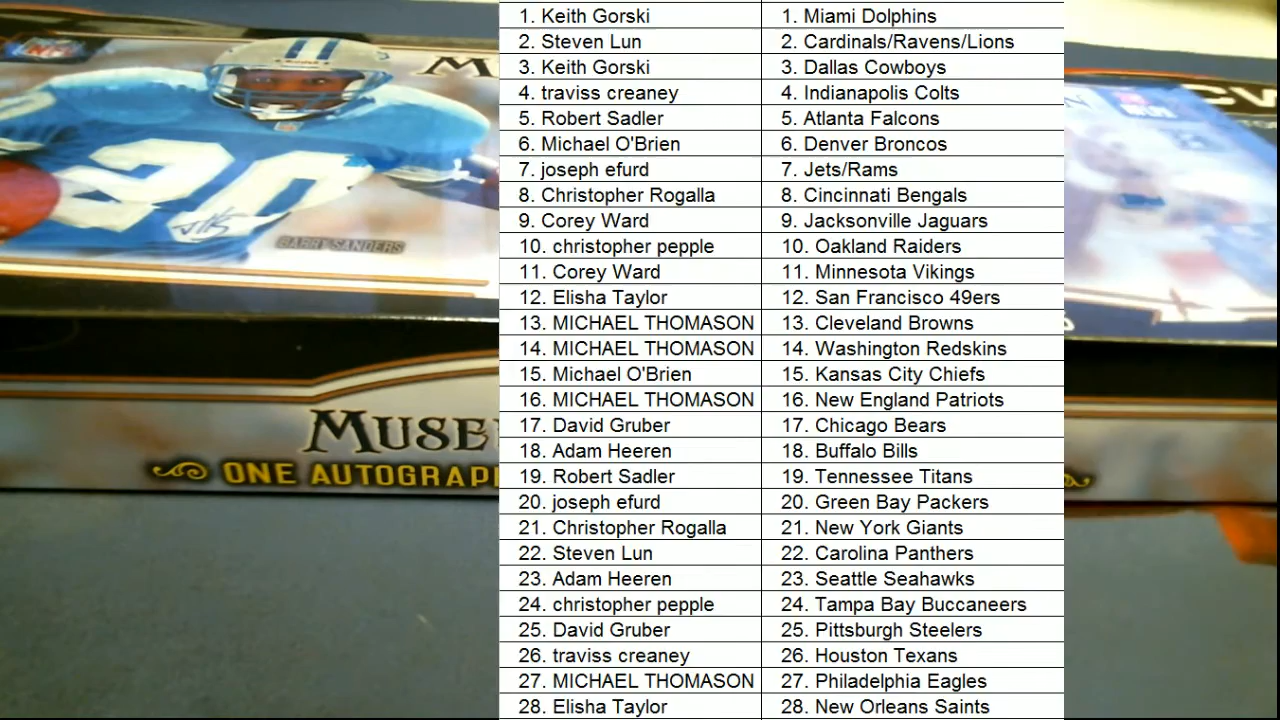 1. Keith Gorski 1. Miami Dolphins
2. Steven Lun 2. Cardinals/Ravens/Lions
3. Keith Gorski 3. Dallas Cowboys
4. traviss creaney 4. Indianapolis Colts
5. Robert Sadler 5. Atlanta Falcons
6. Michael O'Brien 6. Denver Broncos
7. joseph efurd 7. Jets/Rams
8. Christopher Rogalla 8. Cincinnati Bengals
9. Corey Ward 9. Jacksonville Jaguars
10. christopher pepple 10. Oakland Raiders
11. Corey Ward 11. Minnesota Vikings
12. Elisha Taylor 12. San Francisco 49ers
13. MICHAEL THOMASON 13. Cleveland Browns
14. MICHAEL THOMASON 14. Washington Redskins
15. Michael O'Brien 15. Kansas City Chiefs
16. MICHAEL THOMASON 16. New England Patriots
17. David Gruber 17. Chicago Bears
18. Adam Heeren 18. Buffalo Bills
19. Robert Sadler 19. Tennessee Titans
20. joseph efurd 20. Green Bay Packers
21. Christopher Rogalla 21. New York Giants
22. Steven Lun 22. Carolina Panthers
23. Adam Heeren 23. Seattle Seahawks
24. christopher pepple 24. Tampa Bay Buccaneers
25. David Gruber 25. Pittsburgh Steelers
26. traviss creaney 26. Houston Texans
27. MICHAEL THOMASON 27. Philadelphia Eagles
28. Elisha Taylor 28. New Orleans Saints
NFL
20
BARRY SANDERS
MUSE
ONE AUTOGRAP